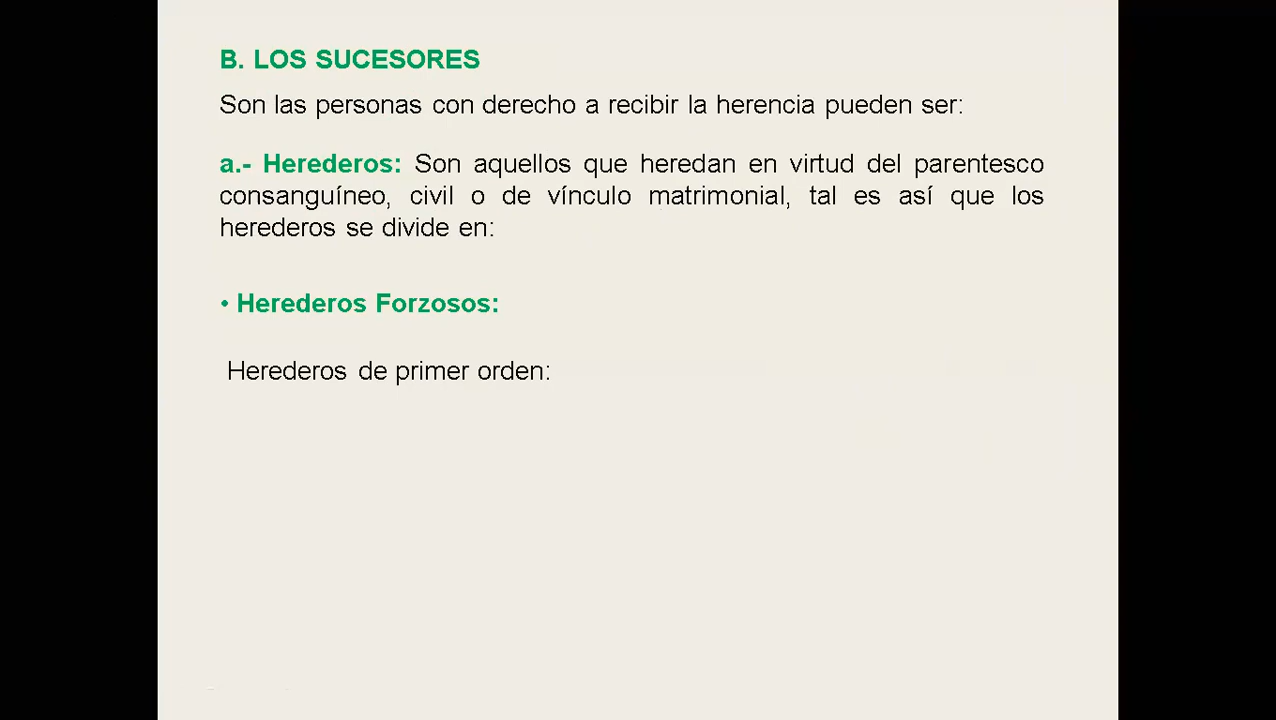 B. LOS SUCESORES
Son las personas con derecho a recibir la herencia pueden ser:
a.- Herederos: Son aquellos que heredan en virtud del parentesco
consanguíneo, civil o de vínculo matrimonial, tal es así que los
herederos se divide en:
• Herederos Forzosos:
Herederos de primer orden: